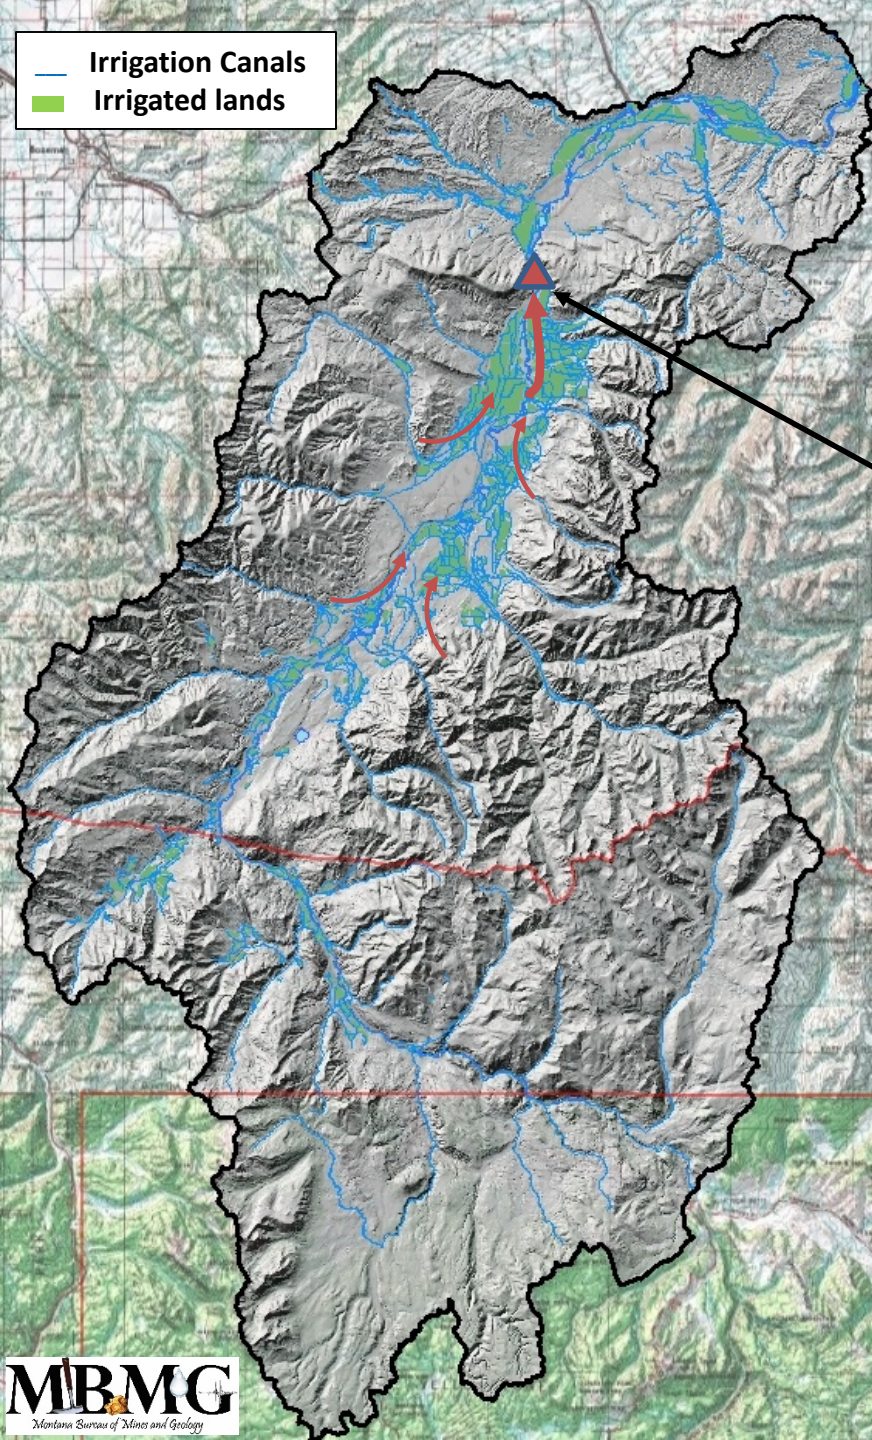 Irrigation Canals
Irrigated lands
MBMG
Montana Bureau of Mines and Geology